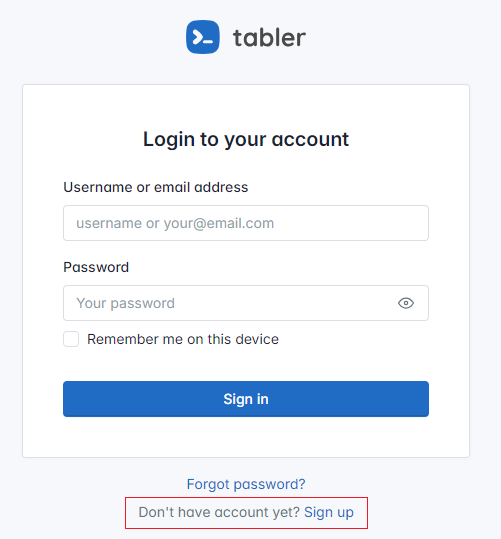 tabler
Login to your account
Username or email address
username or your@email.com
Password
Your password
Remember me on this device
Sign in
Forgot password?
Don't have account yet? Sign up